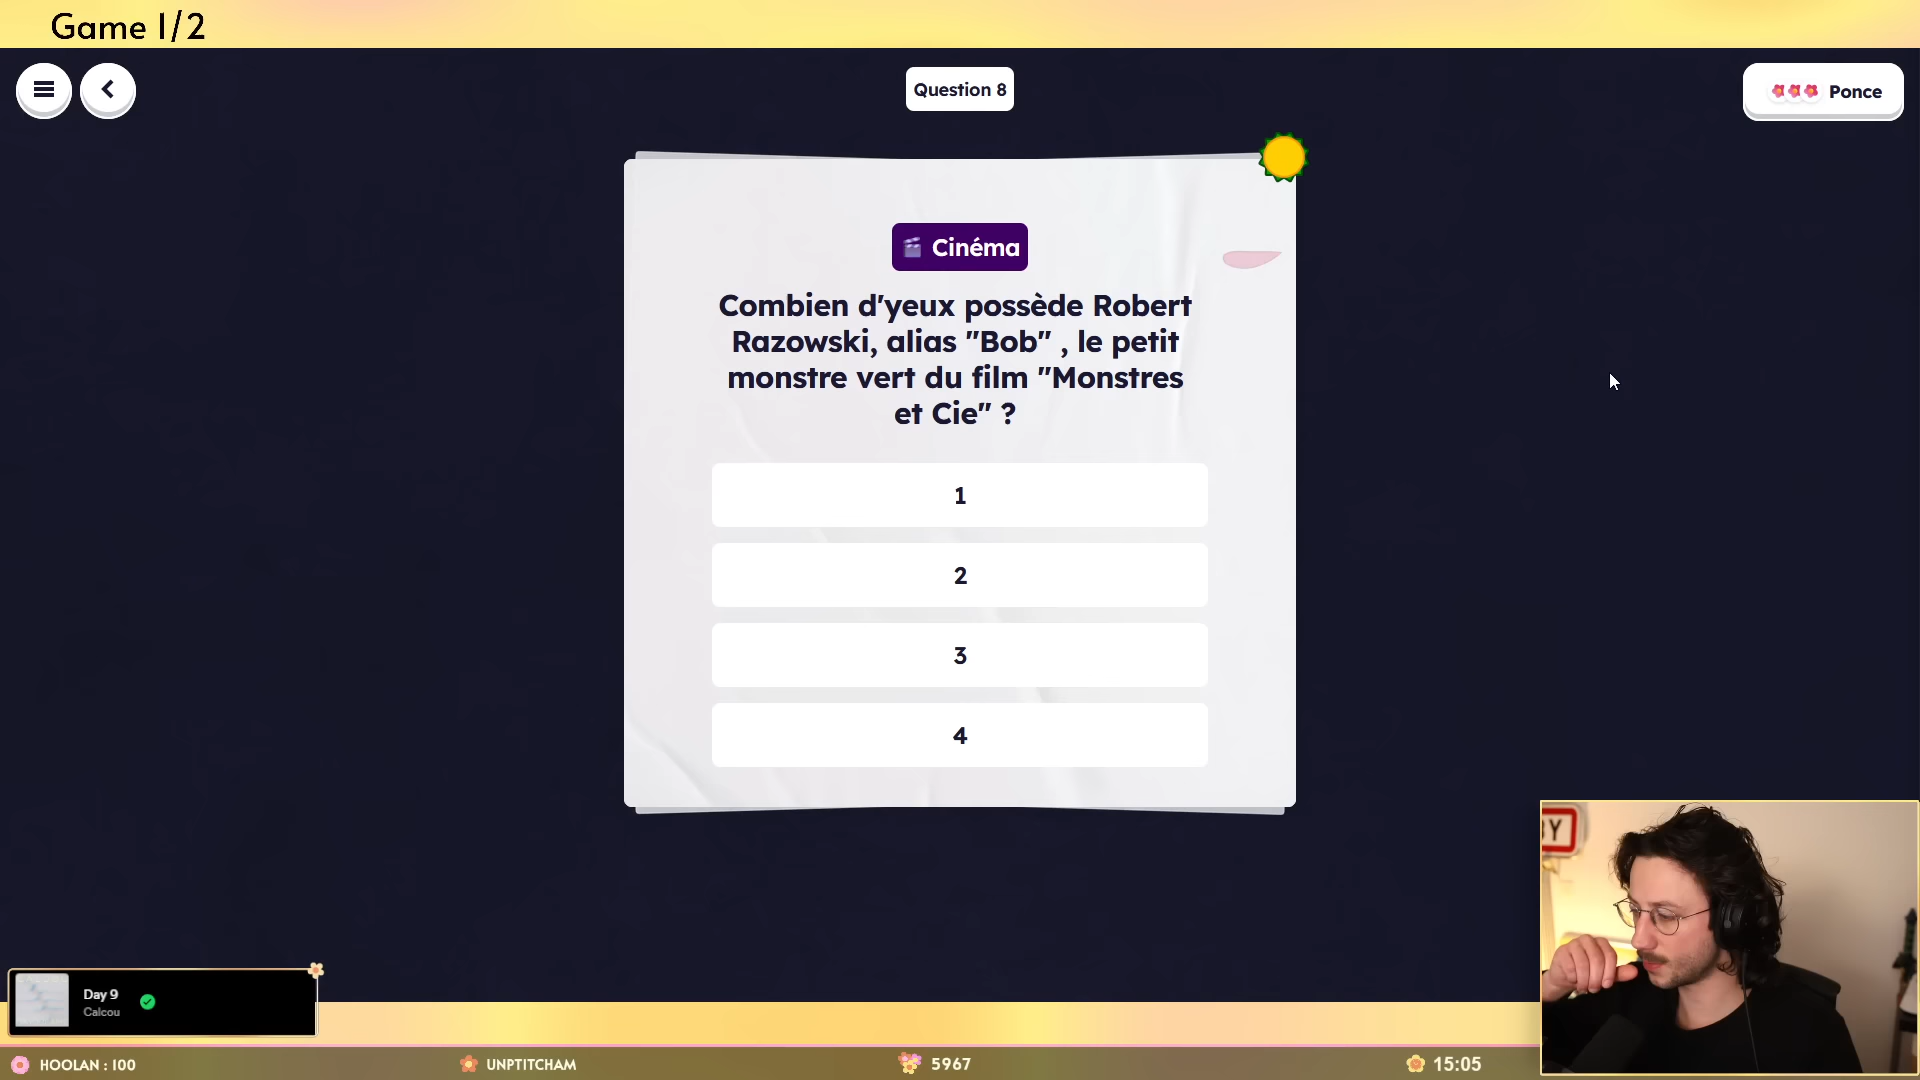 Game 1/2
Question 8
Ponce
Cinéma
Combien d'yeux possède Robert
Razowski, alias "Bob" , le petit
monstre vert du film "Monstres
et Cie" ?
1
2
3
4
BY
Day 9
Calcou
HOOLAN : 100
UNPTITCHAM
5967
15:05